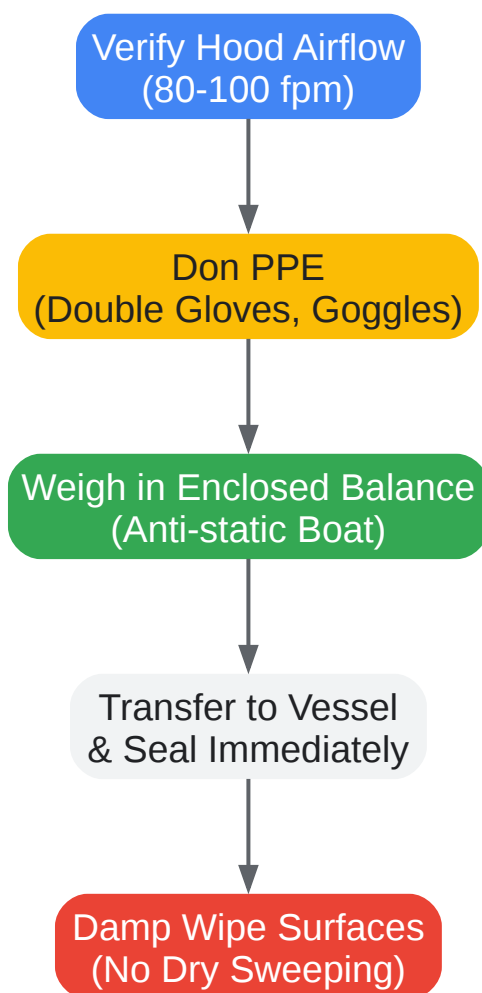 Verify Hood Airflow
(80-100 fpm)
Don PPE
(Double Gloves, Goggles)
Weigh in Enclosed Balance
(Anti-static Boat)
Transfer to Vessel
& Seal Immediately
Damp Wipe Surfaces
(No Dry Sweeping)